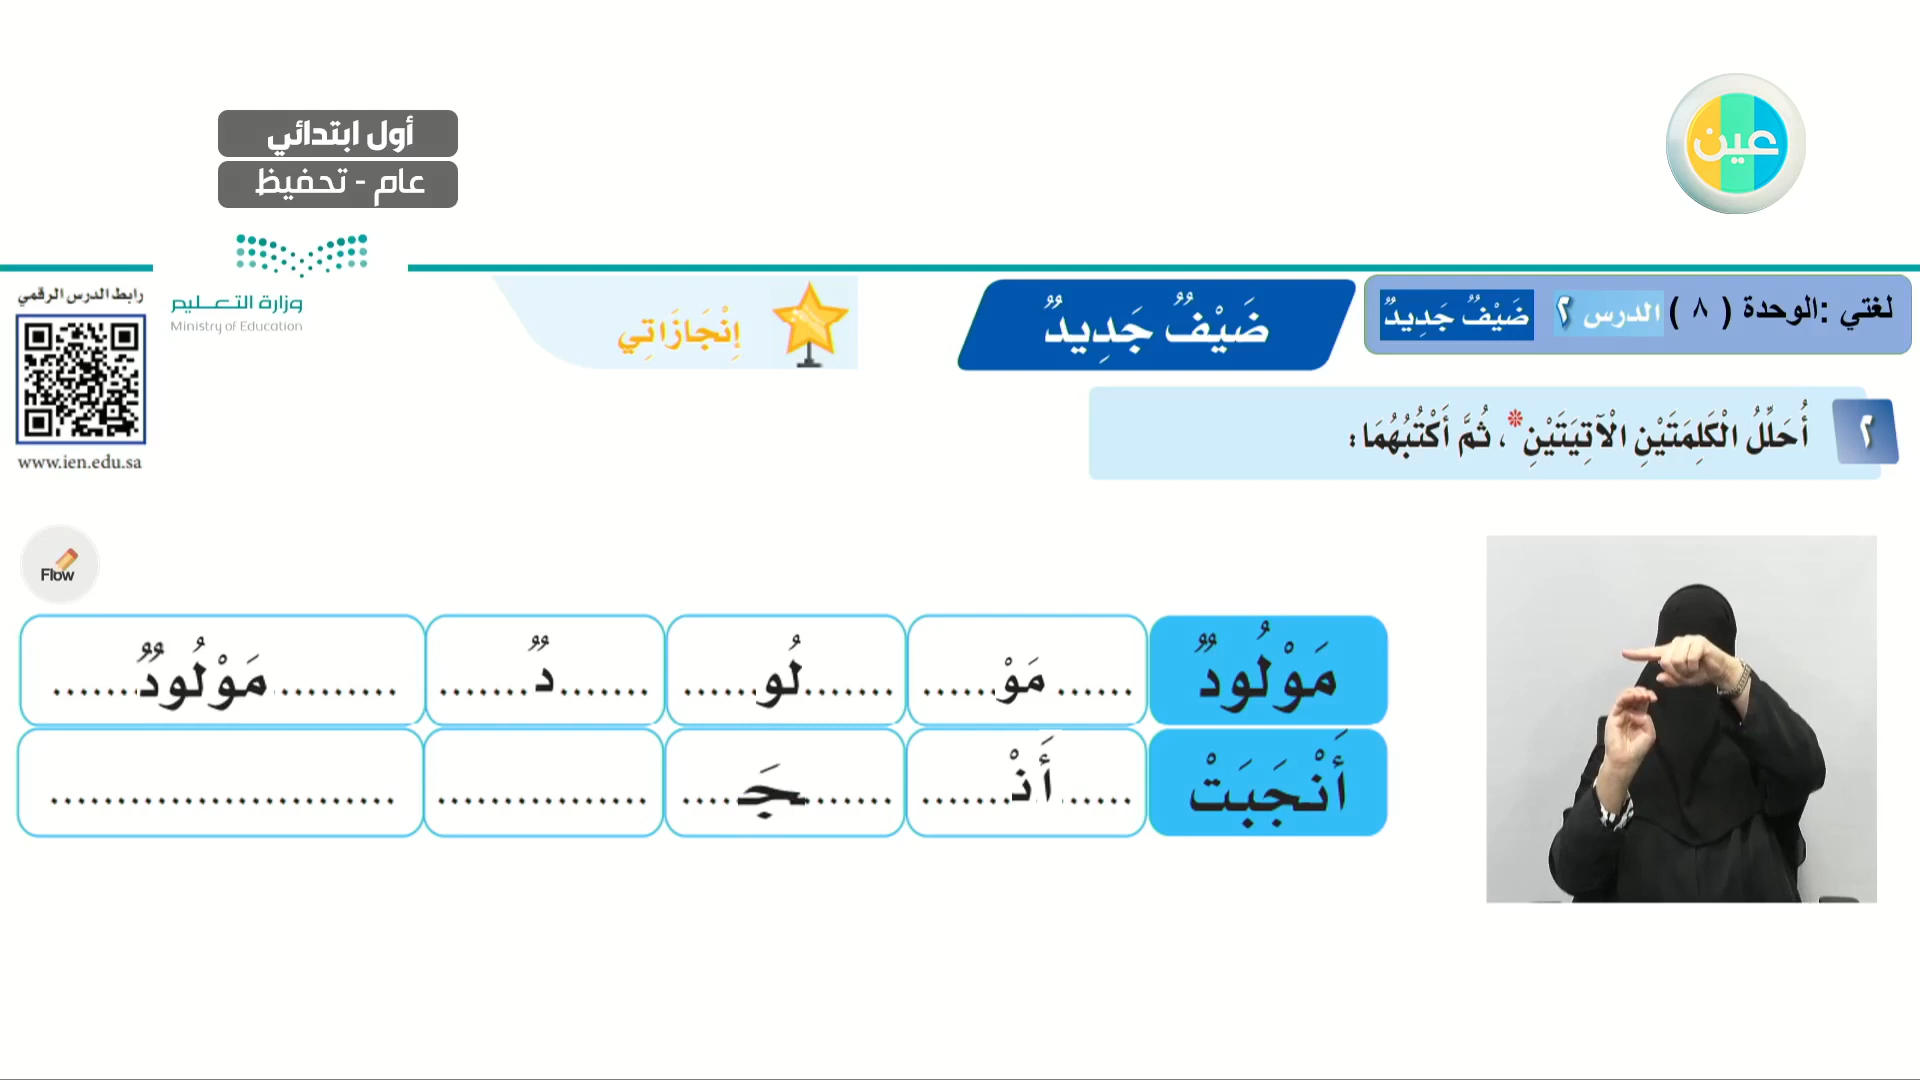 عين
أول ابتدائي
عام - تحفيظ
وزارة التعليم
Ministry of Education
رابط الدرس الرقمي
www.ien.edu.sa
لغتي :الوحدة ( ٨ ) الدرس ٢ ضَيْفٌ جَدِيدٌ
ضَيْفٌ جَدِيدٌ
إِنْجَازَاتِي
٢ أُحَلِّلُ الْكَلِمَتَيْنِ الْآتِيَتَيْنِ*، ثُمَّ أَكْتُبُهُمَا:
Flow
مَوْلُودٌ ...... مَوْ...... .......لُو...... .......دٌ....... .........مَوْلُودٌ......
أَنْجَبَتْ .....أَنْـ....... .......ـجَـ.... ................ ..........................